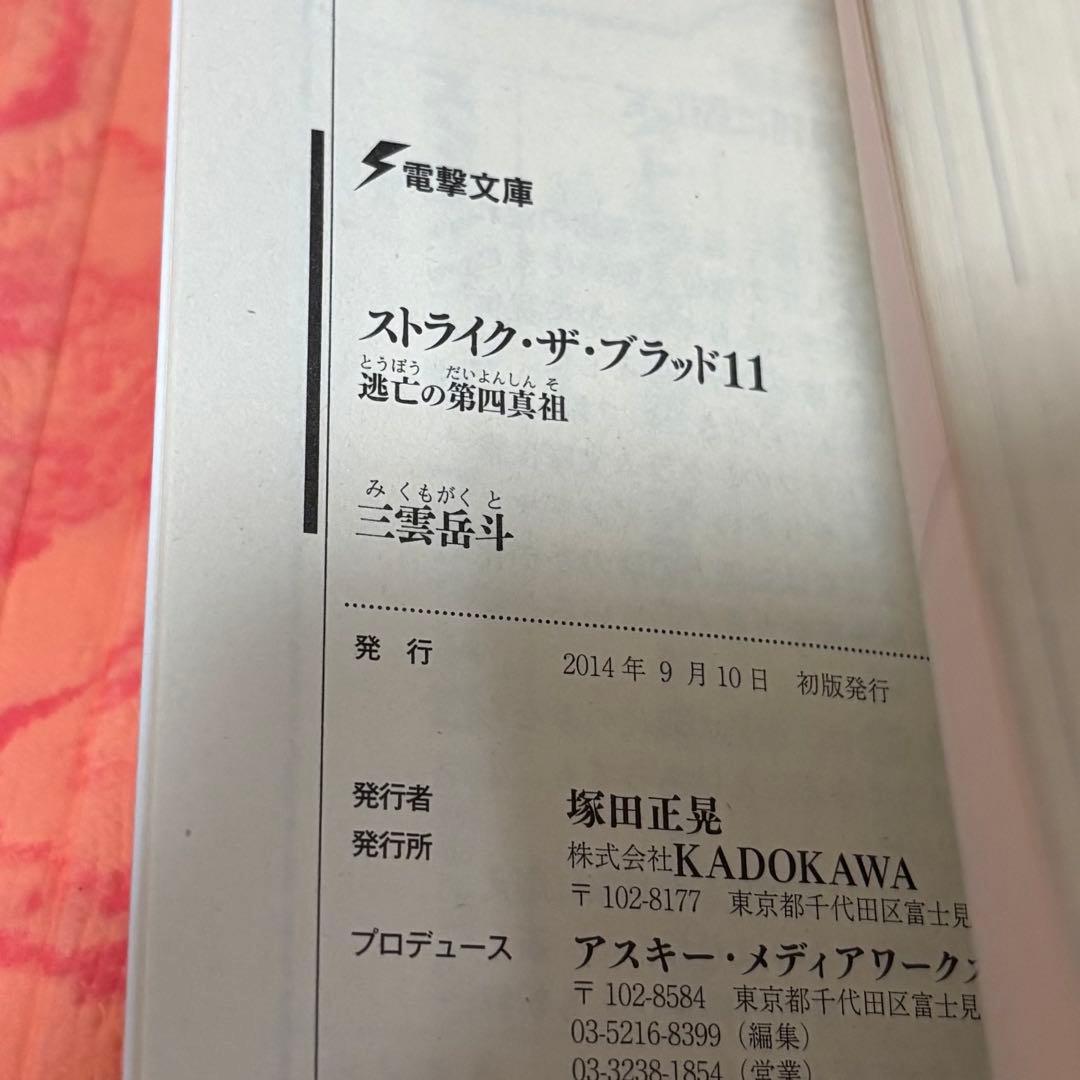 電撃文庫
ストライク・ザ・ブラッド11
とうぼう だいよんしんそ
逃亡の第四真祖
みくもがくと
三雲岳斗
発 行
2014年 9 月 10日 初版発行
発行者
塚田正晃
発行所
株式会社KADOKAWA
〒102-8177 東京都千代田区富士見
プロデュース
アスキー・メディアワーク
〒102-8584 東京都千代田区富士見
03-5216-8399（編集）
03-3238-1854（営業）